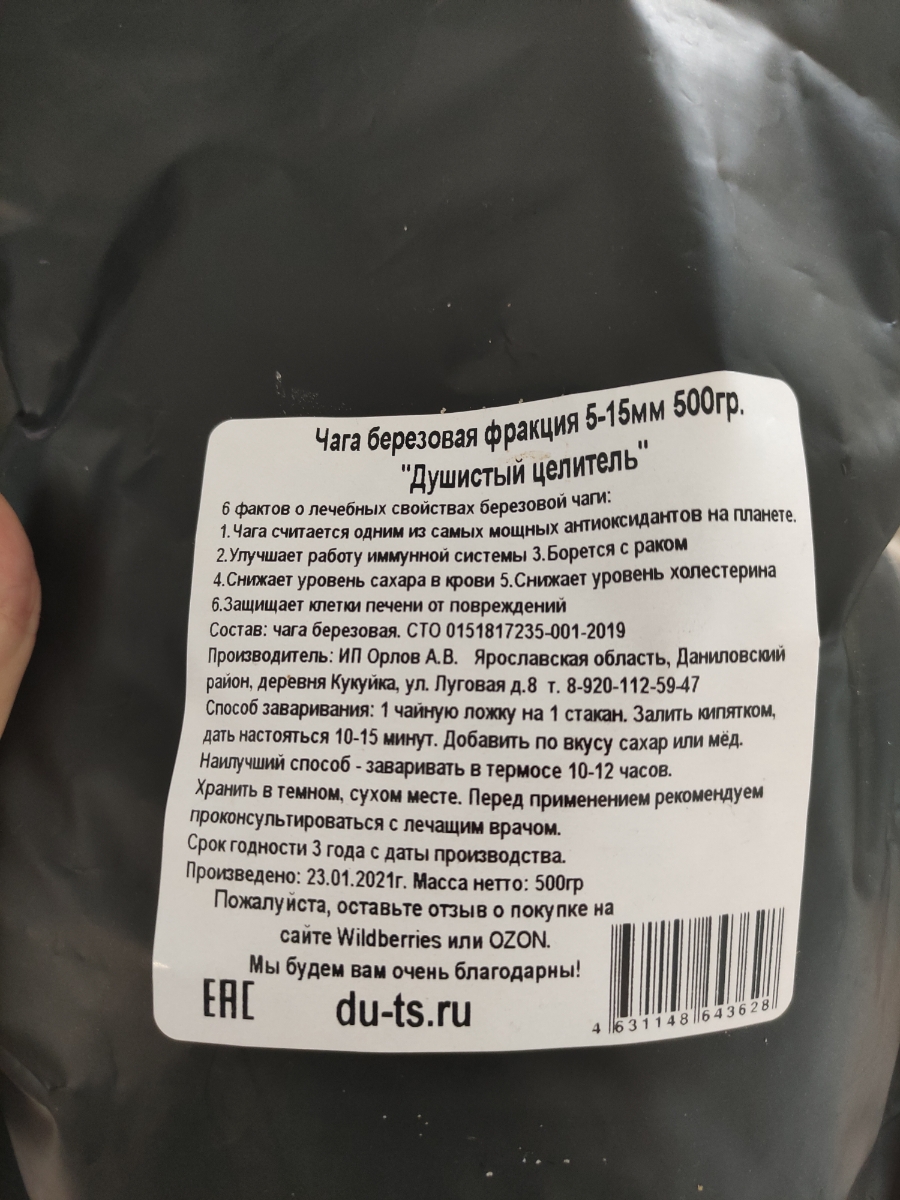 Чага березовая фракция 5-15мм 500гр.
"Душистый целитель"
6 фактов о лечебных свойствах березовой чаги:
1.Чага считается одним из самых мощных антиоксидантов на планете.
2.Улучшает работу иммунной системы 3.Борется с раком
4.Снижает уровень сахара в крови 5.Снижает уровень холестерина
6.Защищает клетки печени от повреждений
Состав: чага березовая. СТО 0151817235-001-2019
Производитель: ИП Орлов А.В. Ярославская область, Даниловский
район, деревня Кукуйка, ул. Луговая д.8 т. 8-920-112-59-47
Способ заваривания: 1 чайную ложку на 1 стакан. Залить кипятком,
дать настояться 10-15 минут. Добавить по вкусу сахар или мёд.
Наилучший способ - заваривать в термосе 10-12 часов.
Хранить в темном, сухом месте. Перед применением рекомендуем
проконсультироваться с лечащим врачом.
Срок годности 3 года с даты производства.
Произведено: 23.01.2021г. Масса нетто: 500гр
Пожалуйста, оставьте отзыв о покупке на
сайте Wildberries или OZON.
Мы будем вам очень благодарны!
EAC du-ts.ru
4 631148 643628